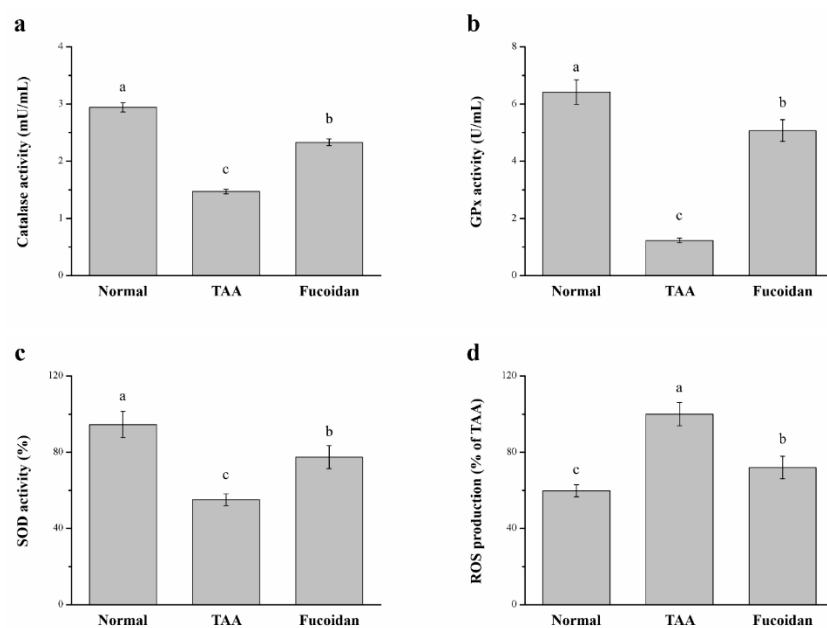 a
Catalase activity (mU/mL)
4
3
2
1
0
a
c
b
Normal TAA Fucoidan
b
GPx activity (U/mL)
8
6
4
2
0
a
c
b
Normal TAA Fucoidan
c
SOD activity (%)
120
80
40
0
a
c
b
Normal TAA Fucoidan
d
ROS production (% of TAA)
120
80
40
0
c
a
b
Normal TAA Fucoidan